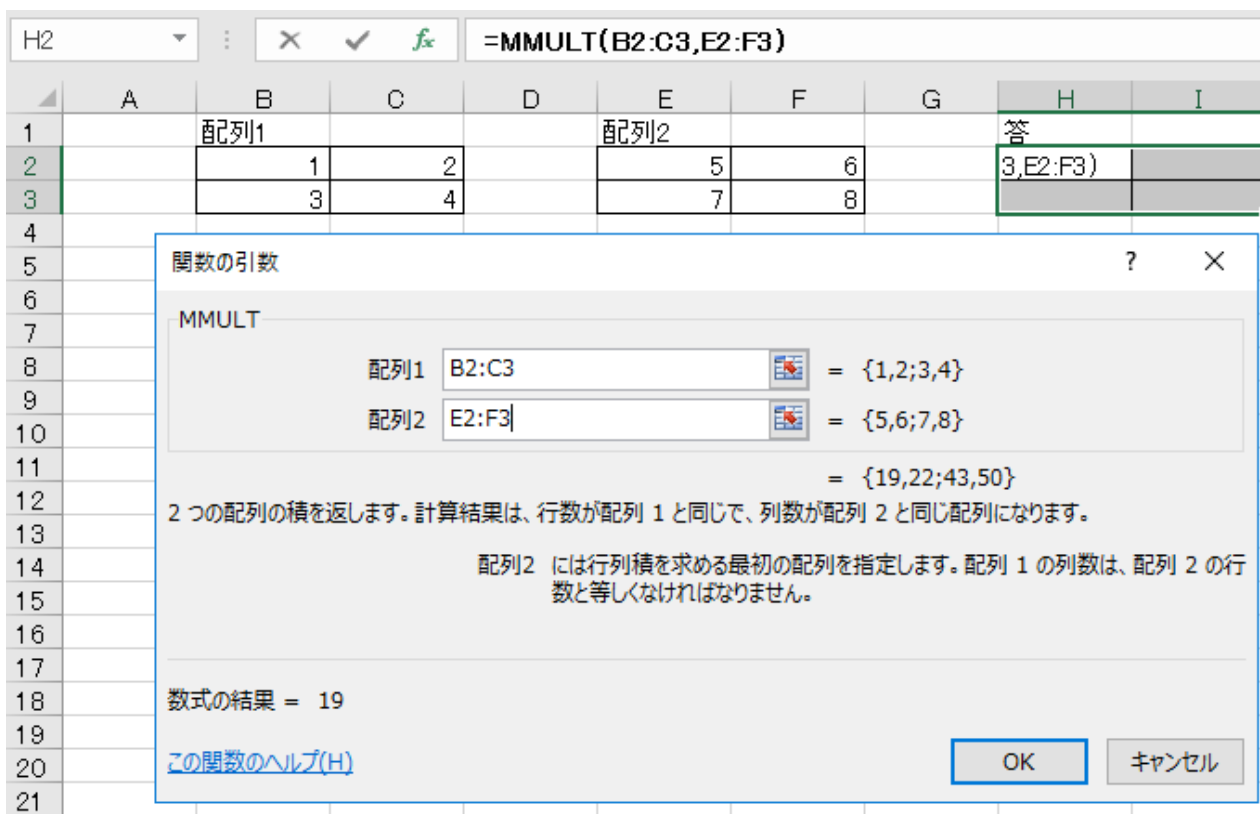 H2 =MMULT(B2:C3,E2:F3)
A B C D E F G H I
1 配列1 配列2 答
2 1 2 5 6 3,E2:F3)
3 3 4 7 8
4
5 関数の引数 ?
6
7 MMULT
8 配列1 B2:C3 = {1,2;3,4}
9
10 配列2 E2:F3 = {5,6;7,8}
11 = {19,22;43,50}
12 2 つの配列の積を返します。計算結果は、行数が配列 1 と同じで、列数が配列 2 と同じ配列になります。
13
14 配列2 には行列積を求める最初の配列を指定します。配列 1 の列数は、配列 2 の行
15 数と等しくなければなりません。
16
17
18 数式の結果 = 19
19
20 この関数のヘルプ(H) OK キャンセル
21